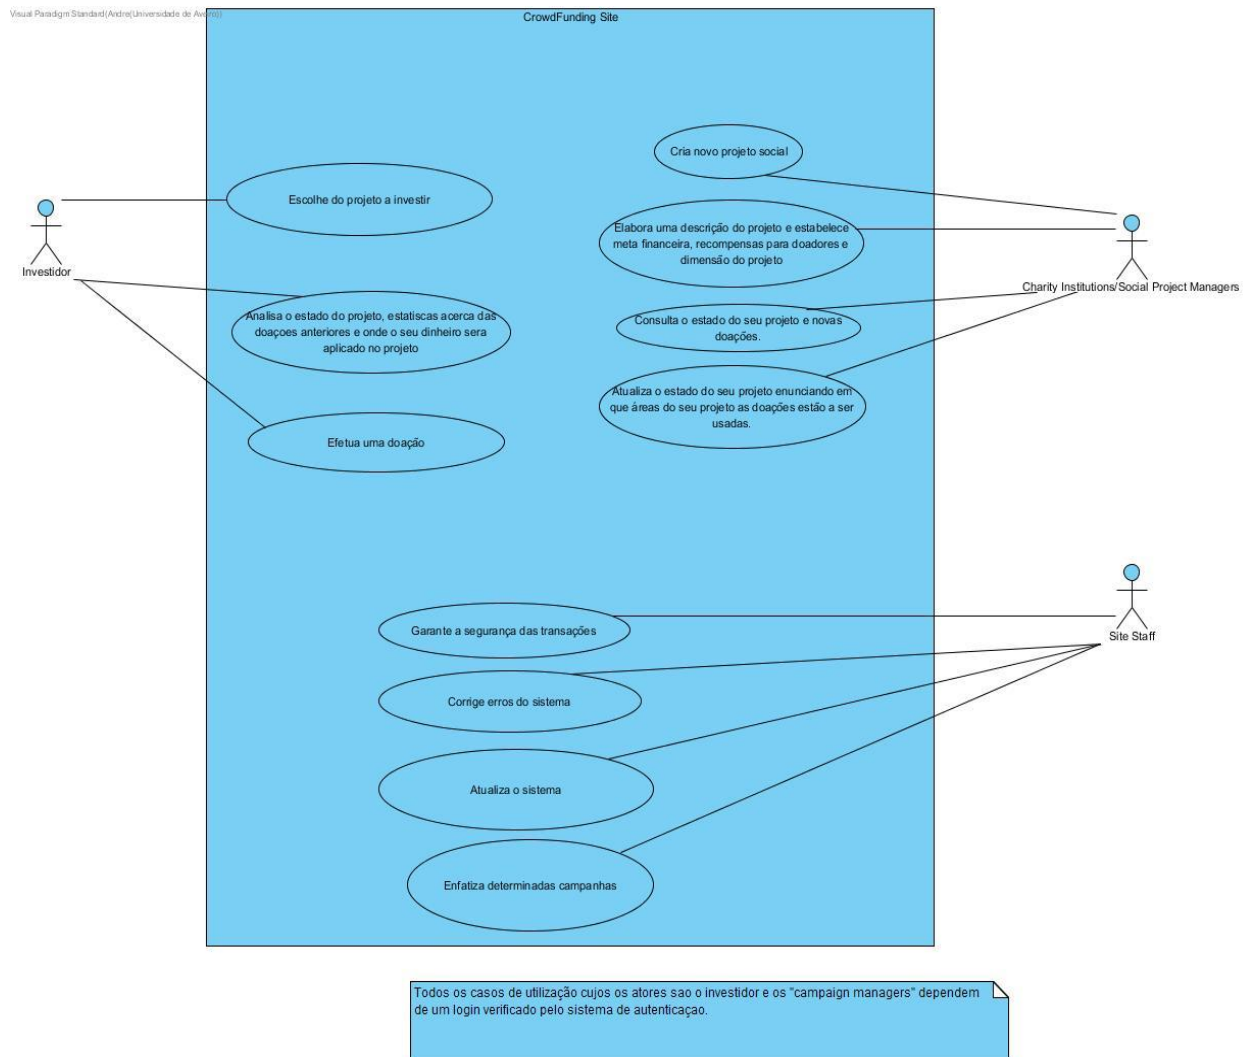 Visual Paradigm Standard(Andre(Universidade de Aveiro))
CrowdFunding Site
Cria novo projeto social
Escolhe do projeto a investir
Elabora uma descrição do projeto e estabelece
meta financeira, recompensas para doadores e
dimensão do projeto
Investidor
Charity Institutions/Social Project Managers
Analisa o estado do projeto, estatiscas acerca das
doaçoes anteriores e onde o seu dinheiro sera
aplicado no projeto
Consulta o estado do seu projeto e novas
doações.
Atualiza o estado do seu projeto enunciando em
que áreas do seu projeto as doações estão a ser
usadas.
Efetua uma doação
Garante a segurança das transações
Site Staff
Corrige erros do sistema
Atualiza o sistema
Enfatiza determinadas campanhas
Todos os casos de utilização cujos os atores sao o investidor e os "campaign managers" dependem
de um login verificado pelo sistema de autenticaçao.